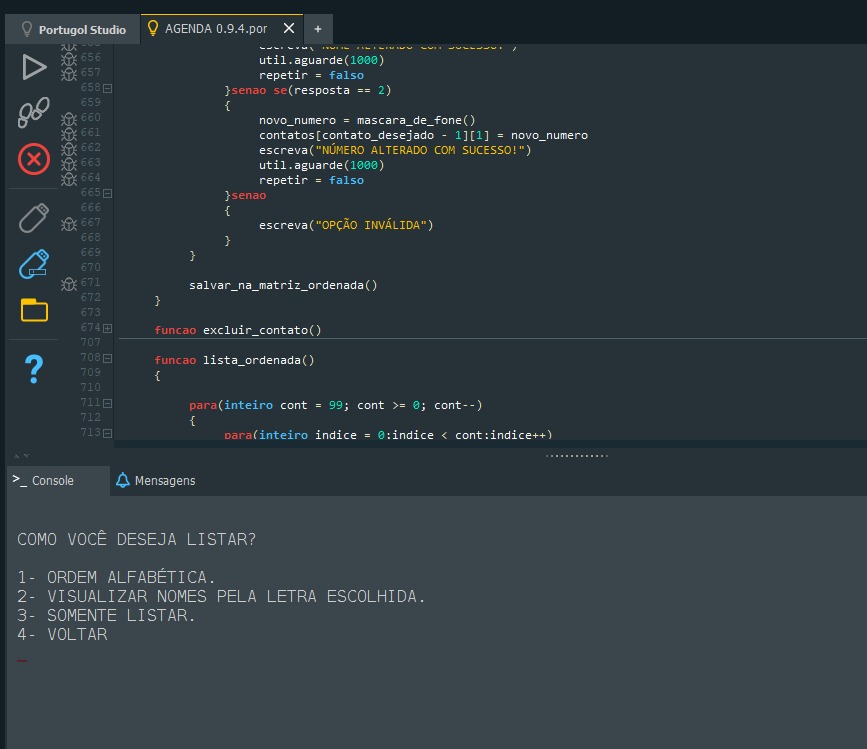 Portugol Studio
AGENDA 0.9.4.por
+
escreva("NOME ALTERADO COM SUCESSO!")
656 util.aguarde(1000)
657 repetir = falso
658 }senao se(resposta == 2)
659 {
660 novo_numero = mascara_de_fone()
661 contatos[contato_desejado - 1][1] = novo_numero
662 escreva("NÚMERO ALTERADO COM SUCESSO!")
663 util.aguarde(1000)
664 repetir = falso
665 }senao
666 {
667 escreva("OPÇÃO INVÁLIDA")
668 }
669 }
670
671 salvar_na_matriz_ordenada()
672 }
673
674 funcao excluir_contato()
707
708 funcao lista_ordenada()
709 {
710
711 para(inteiro cont = 99; cont >= 0; cont--)
712 {
713 para(inteiro indice = 0;indice < cont;indice++)
>_ Console
Mensagens
COMO VOCÊ DESEJA LISTAR?
1- ORDEM ALFABÉTICA.
2- VISUALIZAR NOMES PELA LETRA ESCOLHIDA.
3- SOMENTE LISTAR.
4- VOLTAR